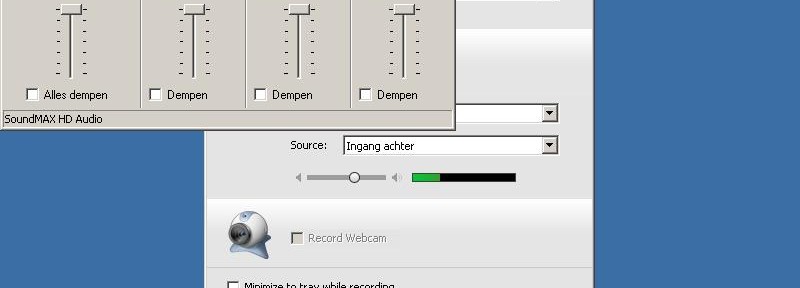 Alles dempen
Dempen
Dempen
Dempen
SoundMAX HD Audio
Source: Ingang achter
Record Webcam
Minimize to tray while recording